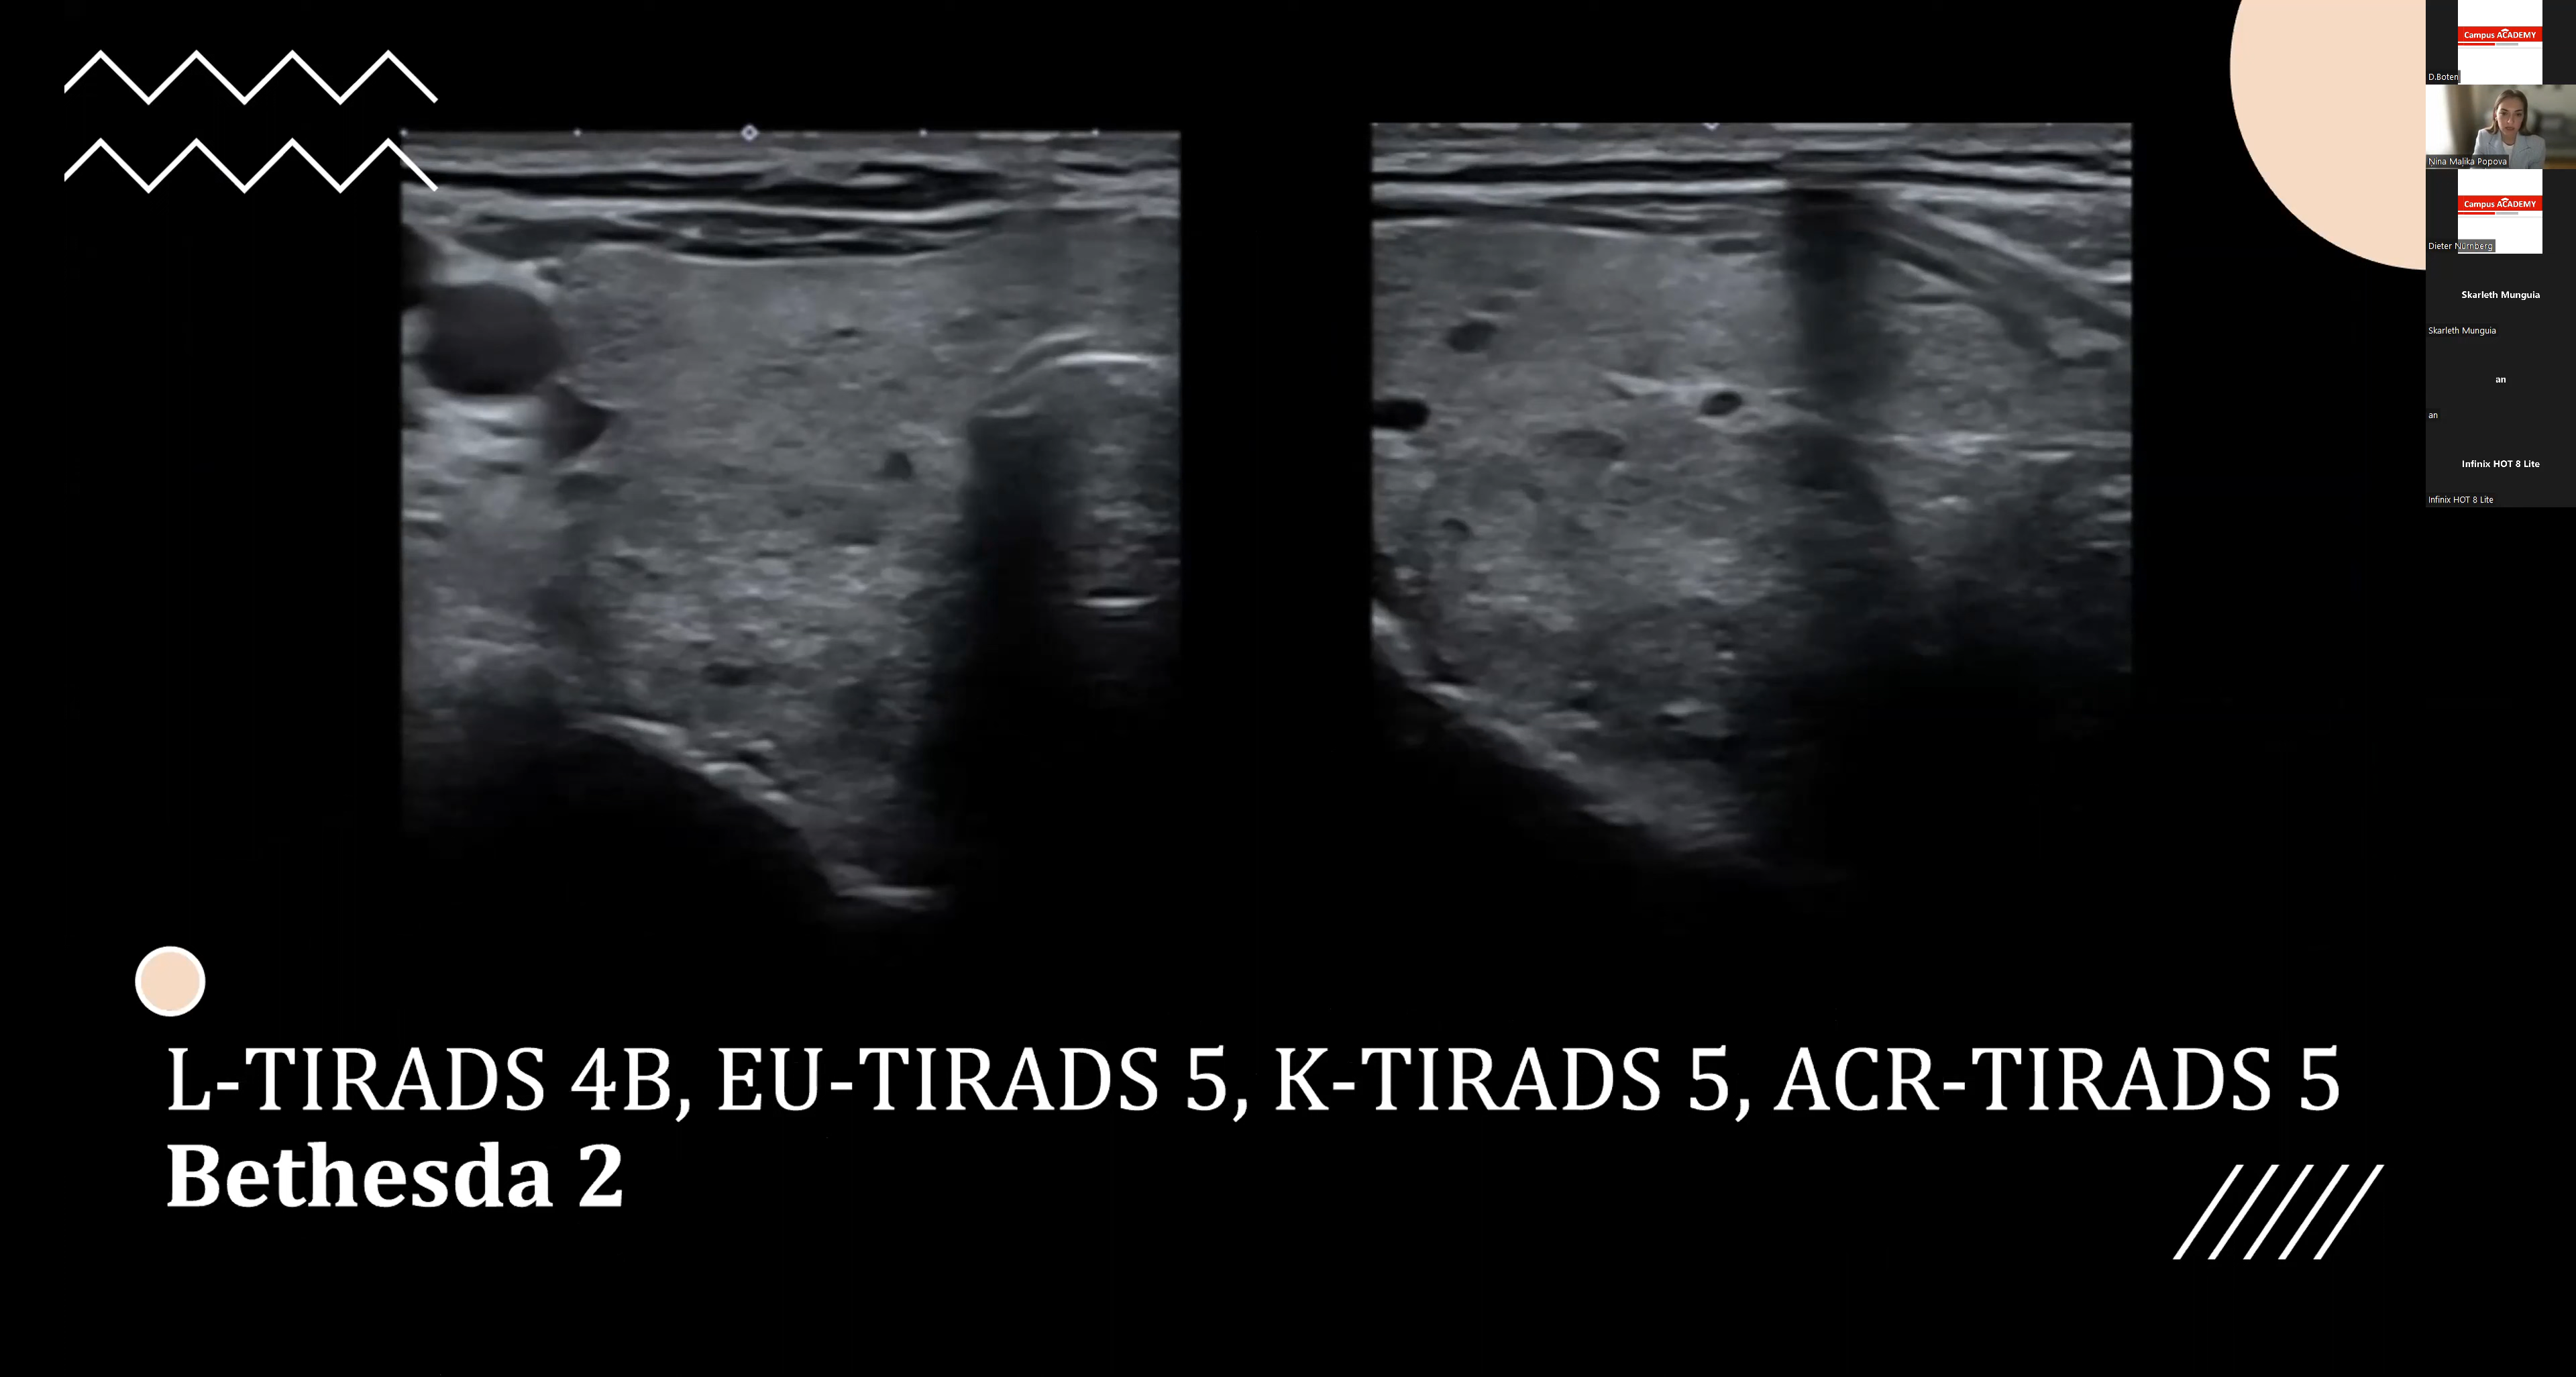 L-TIRADS 4B, EU-TIRADS 5, K-TIRADS 5, ACR-TIRADS 5
Bethesda 2
Campus ACADEMY
D.Boten
Nina Malika Popova
Campus ACADEMY
Dieter Nürnberg
Skarleth Munguia
Skarleth Munguia
an
an
Infinix HOT 8 Lite
Infinix HOT 8 Lite